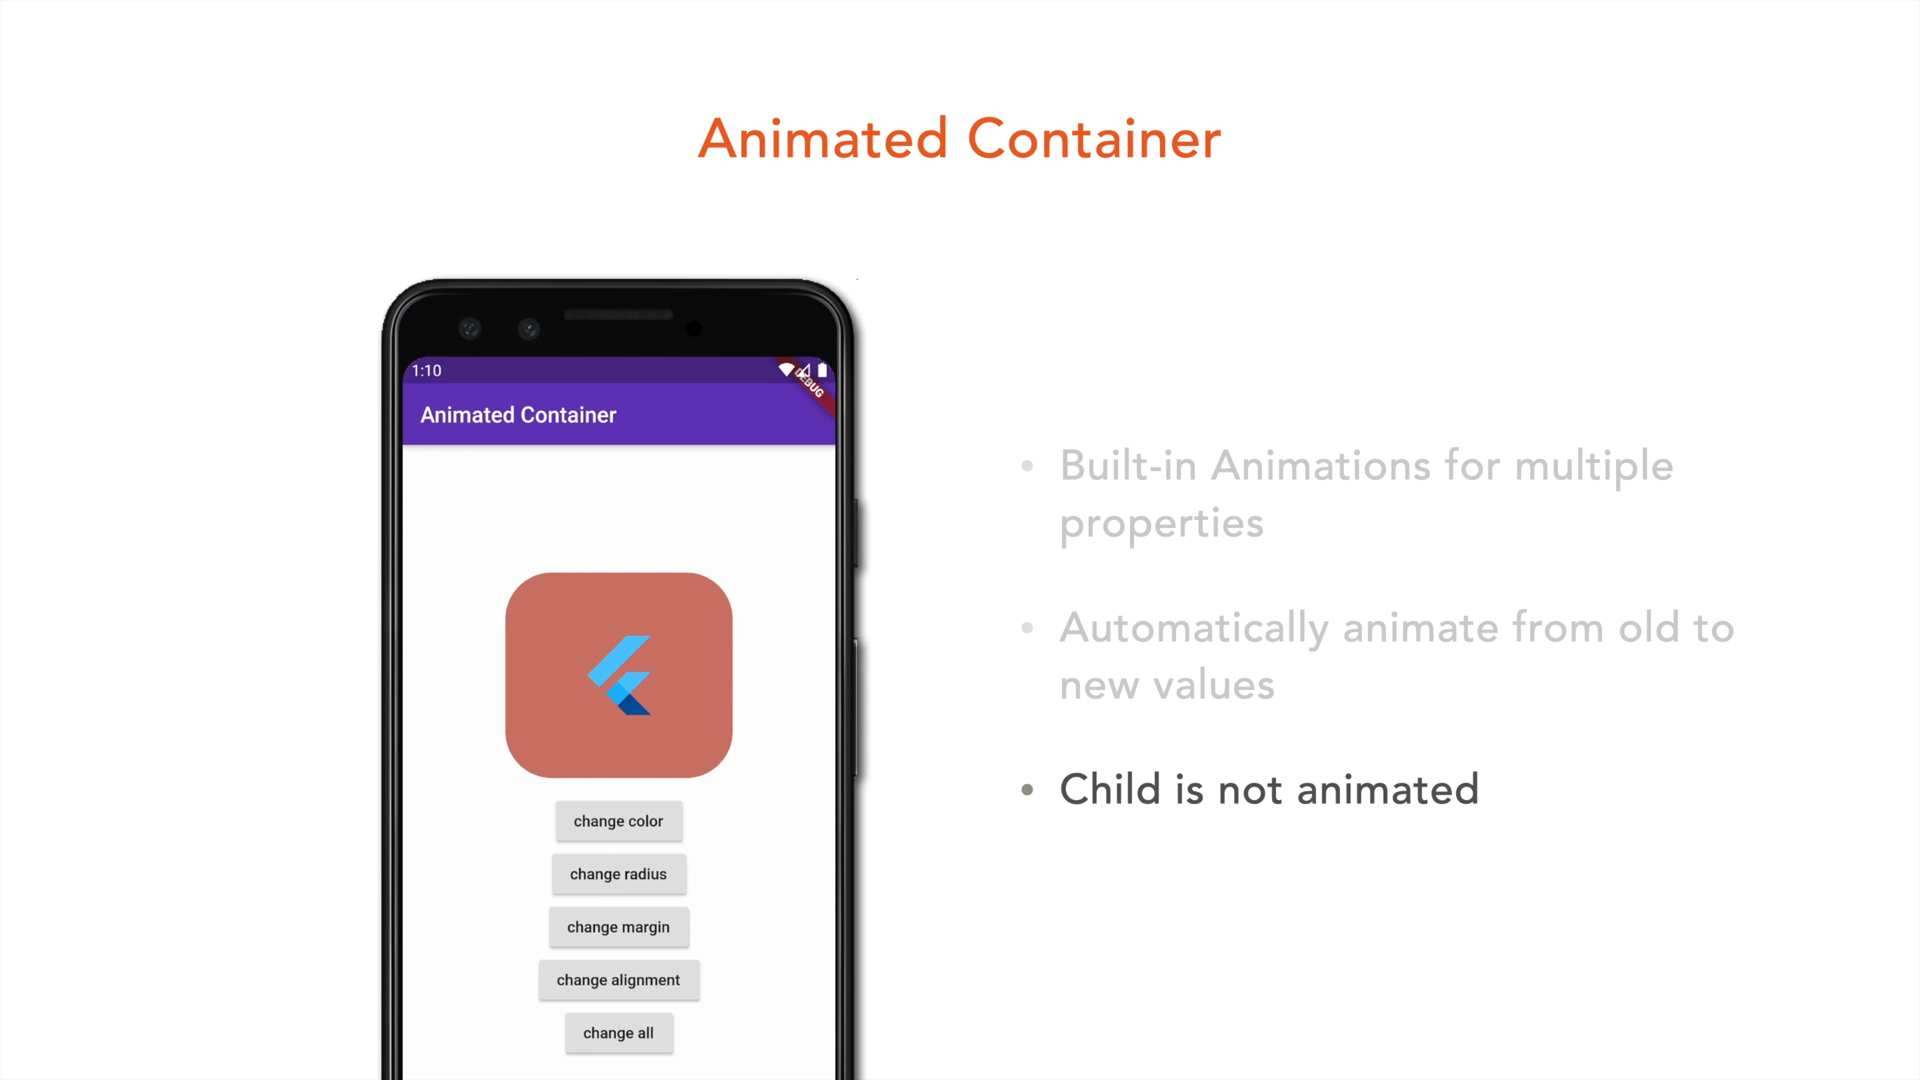 Animated Container
1:10
DEBUG
Animated Container
change color
change radius
change margin
change alignment
change all
• Built-in Animations for multiple
properties
• Automatically animate from old to
new values
• Child is not animated